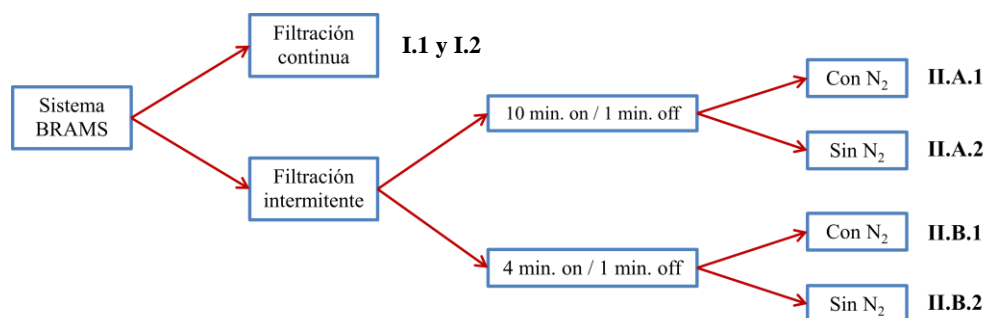 Sistema
BRAMS
Filtración
continua
I.1 y I.2
Filtración
intermitente
10 min. on / 1 min. off
Con N₂
II.A.1
Sin N₂
II.A.2
4 min. on / 1 min. off
Con N₂
II.B.1
Sin N₂
II.B.2